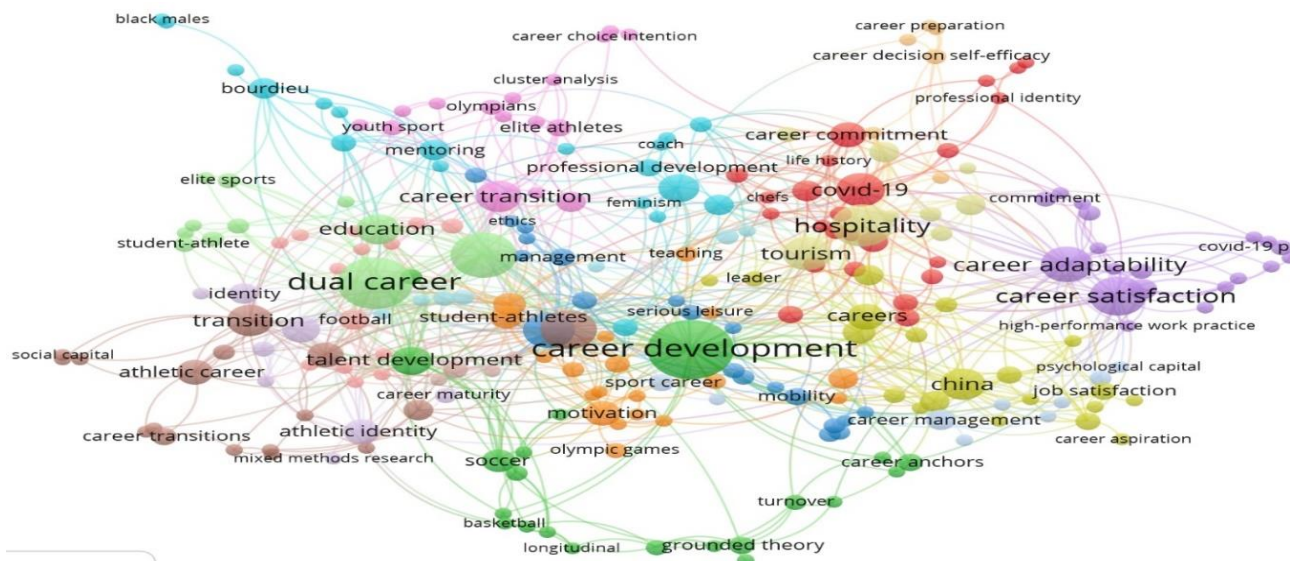 black males
career choice intention
career preparation
career decision self-efficacy
cluster analysis
bourdieu
professional identity
olympians
youth sport
elite athletes
career commitment
mentoring
coach
life history
professional development
elite sports
career transition
feminism
chefs
covid-19
commitment
ethics
education
hospitality
student-athlete
management
teaching
tourism
covid-19 p
career adaptability
leader
dual career
identity
career satisfaction
transition
football
student-athletes
serious leisure
careers
high-performance work practice
career development
social capital
talent development
athletic career
sport career
psychological capital
career maturity
mobility
china
job satisfaction
motivation
career management
career transitions
athletic identity
career aspiration
mixed methods research
olympic games
soccer
career anchors
turnover
basketball
longitudinal
grounded theory